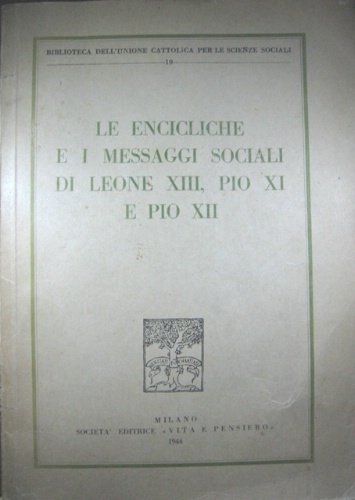 BIBLIOTECA DELL'UNIONE CATTOLICA PER LE SCIENZE SOCIALI
19
LE ENCICLICHE
E I MESSAGGI SOCIALI
DI LEONE XIII, PIO XI
E PIO XII
MILANO
SOCIETA' EDITRICE «VITA E PENSIERO»
1944